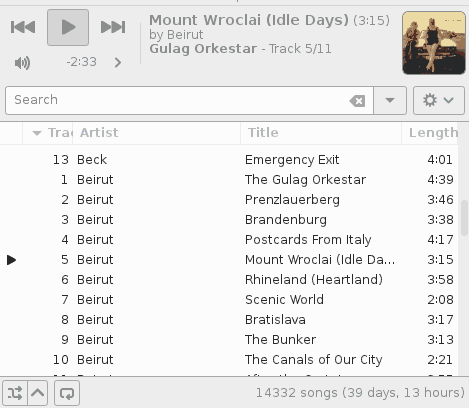 Mount Wroclai (Idle Days) (3:15)
by Beirut
Gulag Orkestar - Track 5/11
-2:33
Search
Trac Artist Title Length
13 Beck Emergency Exit 4:01
1 Beirut The Gulag Orkestar 4:39
2 Beirut Prenzlauerberg 3:46
3 Beirut Brandenburg 3:38
4 Beirut Postcards From Italy 4:17
5 Beirut Mount Wroclai (Idle Da... 3:15
6 Beirut Rhineland (Heartland) 3:58
7 Beirut Scenic World 2:08
8 Beirut Bratislava 3:17
9 Beirut The Bunker 3:13
10 Beirut The Canals of Our City 2:21
14332 songs (39 days, 13 hours)